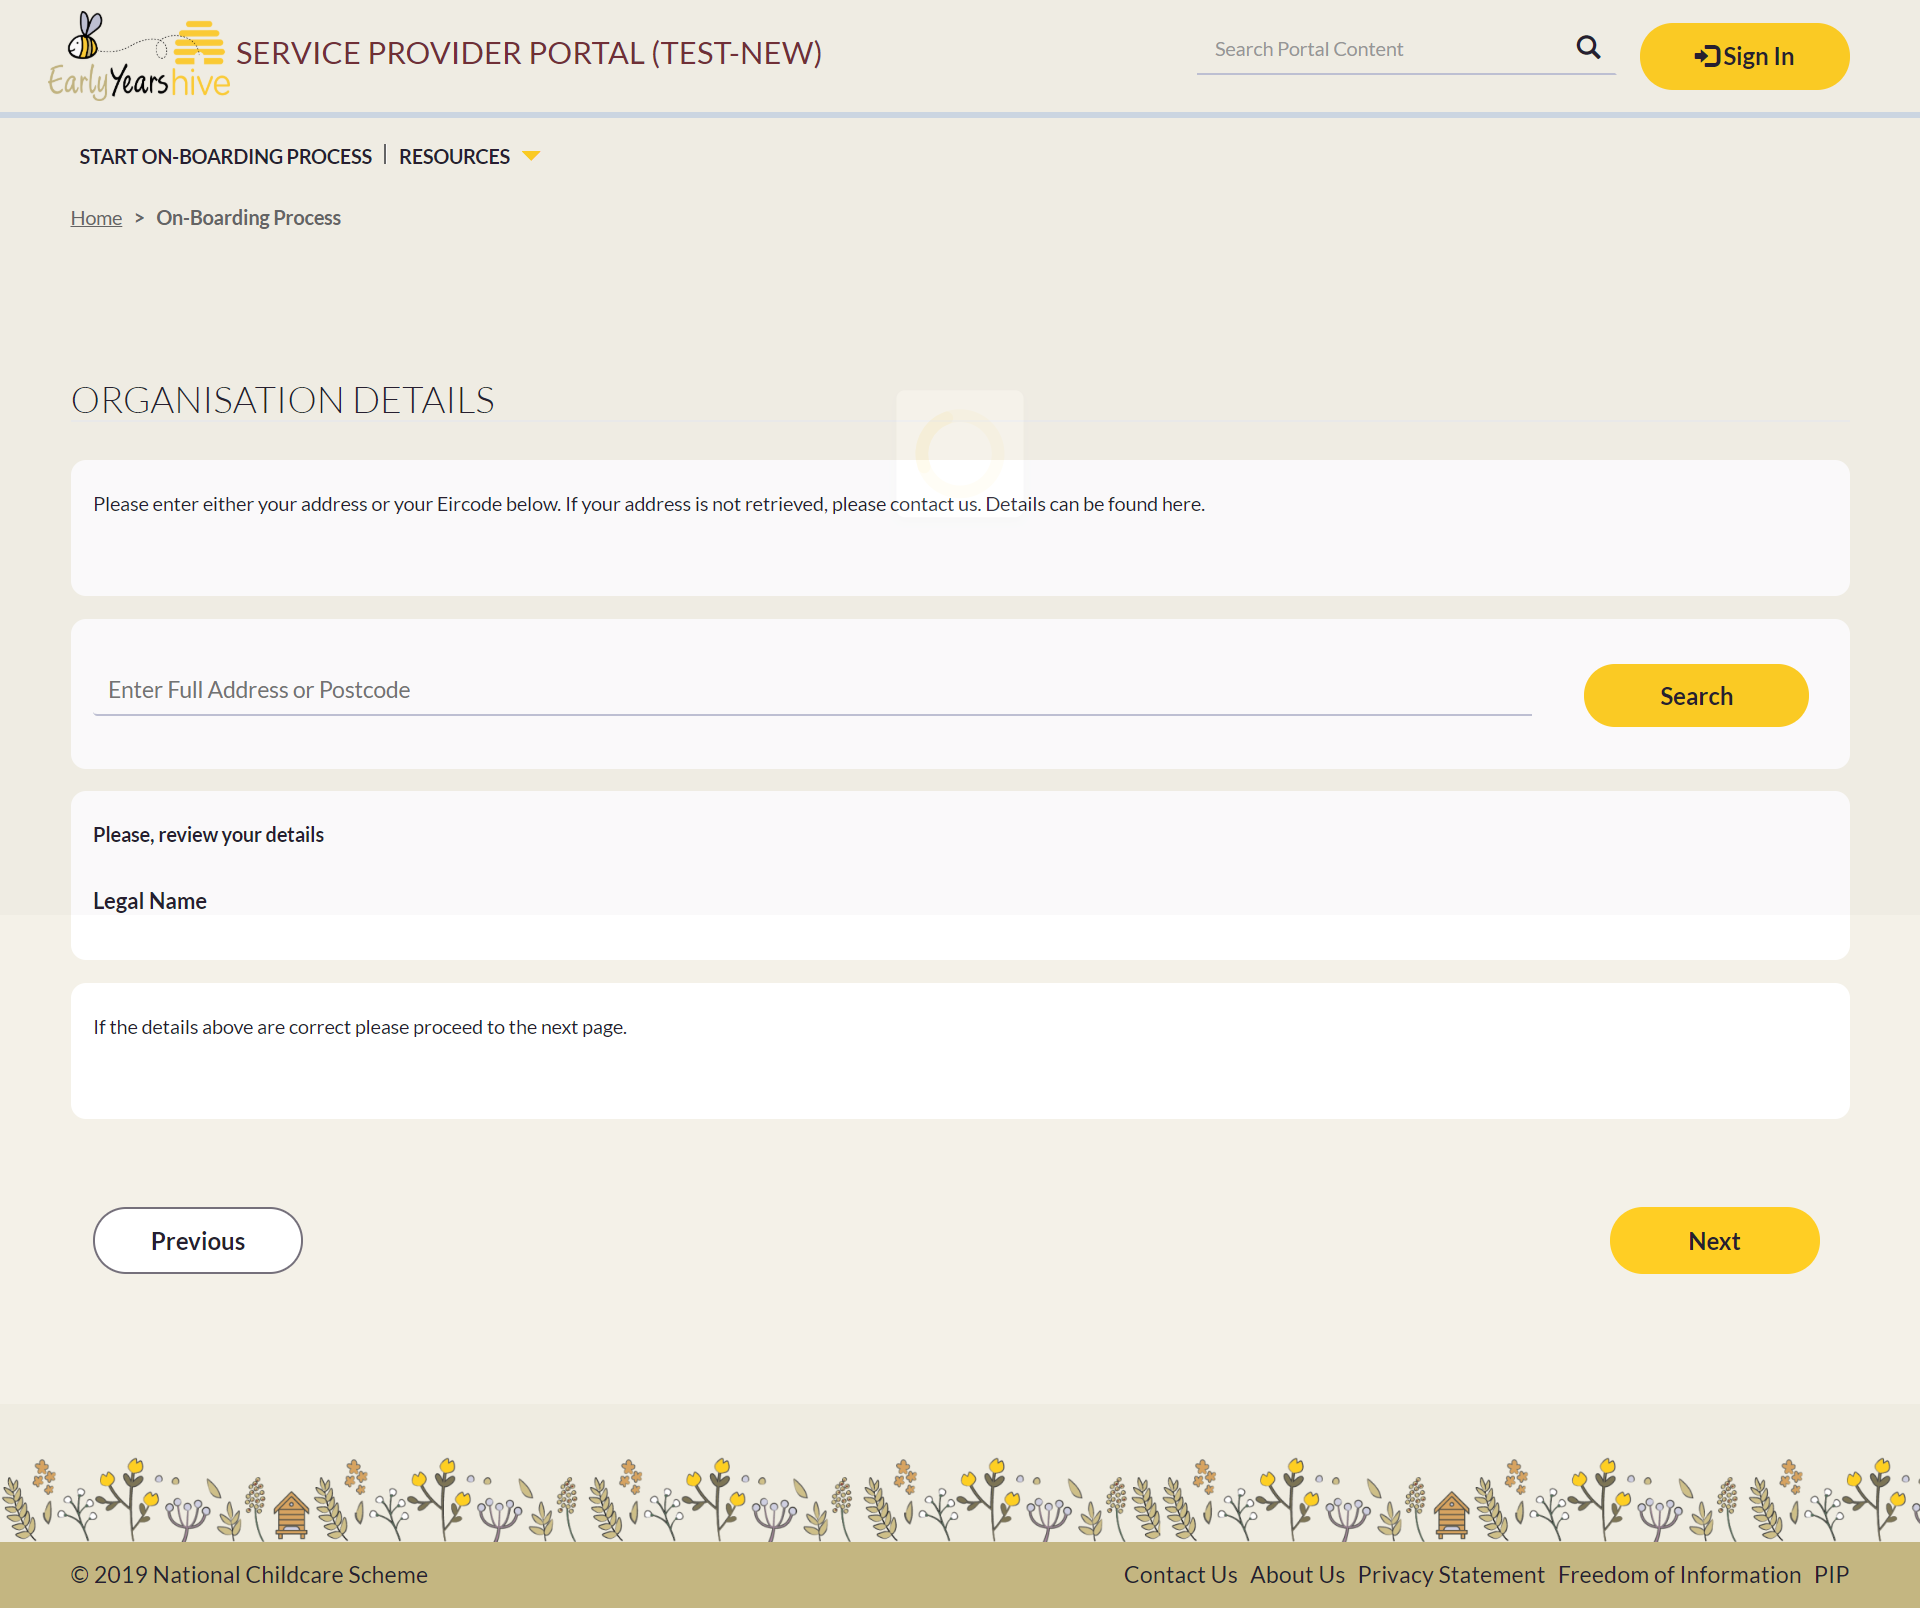 Early Years hive SERVICE PROVIDER PORTAL (TEST-NEW)
Search Portal Content
Sign In
START ON-BOARDING PROCESS | RESOURCES
Home > On-Boarding Process
ORGANISATION DETAILS
Please enter either your address or your Eircode below. If your address is not retrieved, please contact us. Details can be found here.
Enter Full Address or Postcode
Search
Please, review your details
Legal Name
If the details above are correct please proceed to the next page.
Previous
Next
© 2019 National Childcare Scheme
Contact Us About Us Privacy Statement Freedom of Information PIP